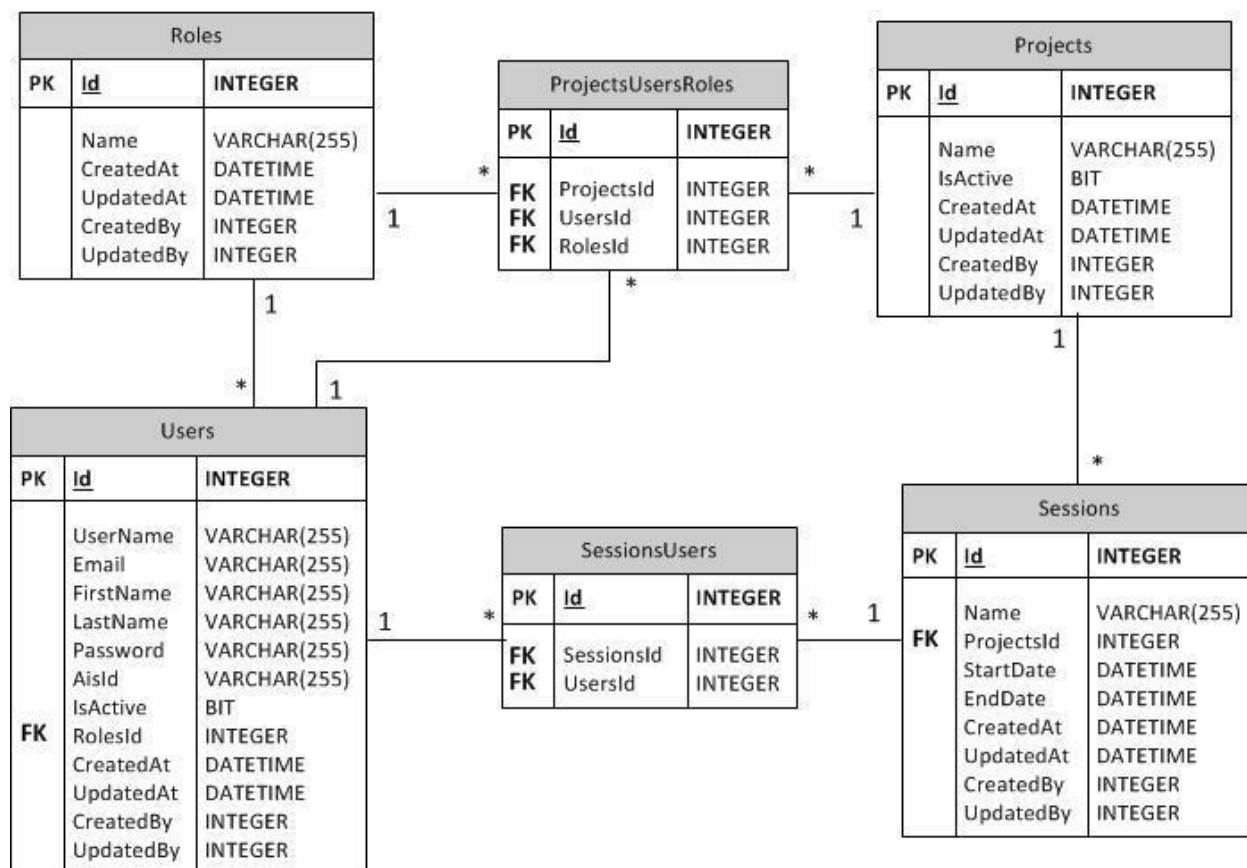 Roles
PK Id INTEGER
Name VARCHAR(255)
CreatedAt DATETIME
UpdatedAt DATETIME
CreatedBy INTEGER
UpdatedBy INTEGER
ProjectsUsersRoles
PK Id INTEGER
FK ProjectsId INTEGER
FK UsersId INTEGER
FK RolesId INTEGER
Projects
PK Id INTEGER
Name VARCHAR(255)
IsActive BIT
CreatedAt DATETIME
UpdatedAt DATETIME
CreatedBy INTEGER
UpdatedBy INTEGER
1 *
* 1
1 *
* 1
1 *
Users
PK Id INTEGER
UserName VARCHAR(255)
Email VARCHAR(255)
FirstName VARCHAR(255)
LastName VARCHAR(255)
Password VARCHAR(255)
AisId VARCHAR(255)
IsActive BIT
FK RolesId INTEGER
CreatedAt DATETIME
UpdatedAt DATETIME
CreatedBy INTEGER
UpdatedBy INTEGER
1 *
SessionsUsers
PK Id INTEGER
FK SessionsId INTEGER
FK UsersId INTEGER
* 1
Sessions
PK Id INTEGER
Name VARCHAR(255)
FK ProjectsId INTEGER
StartDate DATETIME
EndDate DATETIME
CreatedAt DATETIME
UpdatedAt DATETIME
CreatedBy INTEGER
UpdatedBy INTEGER